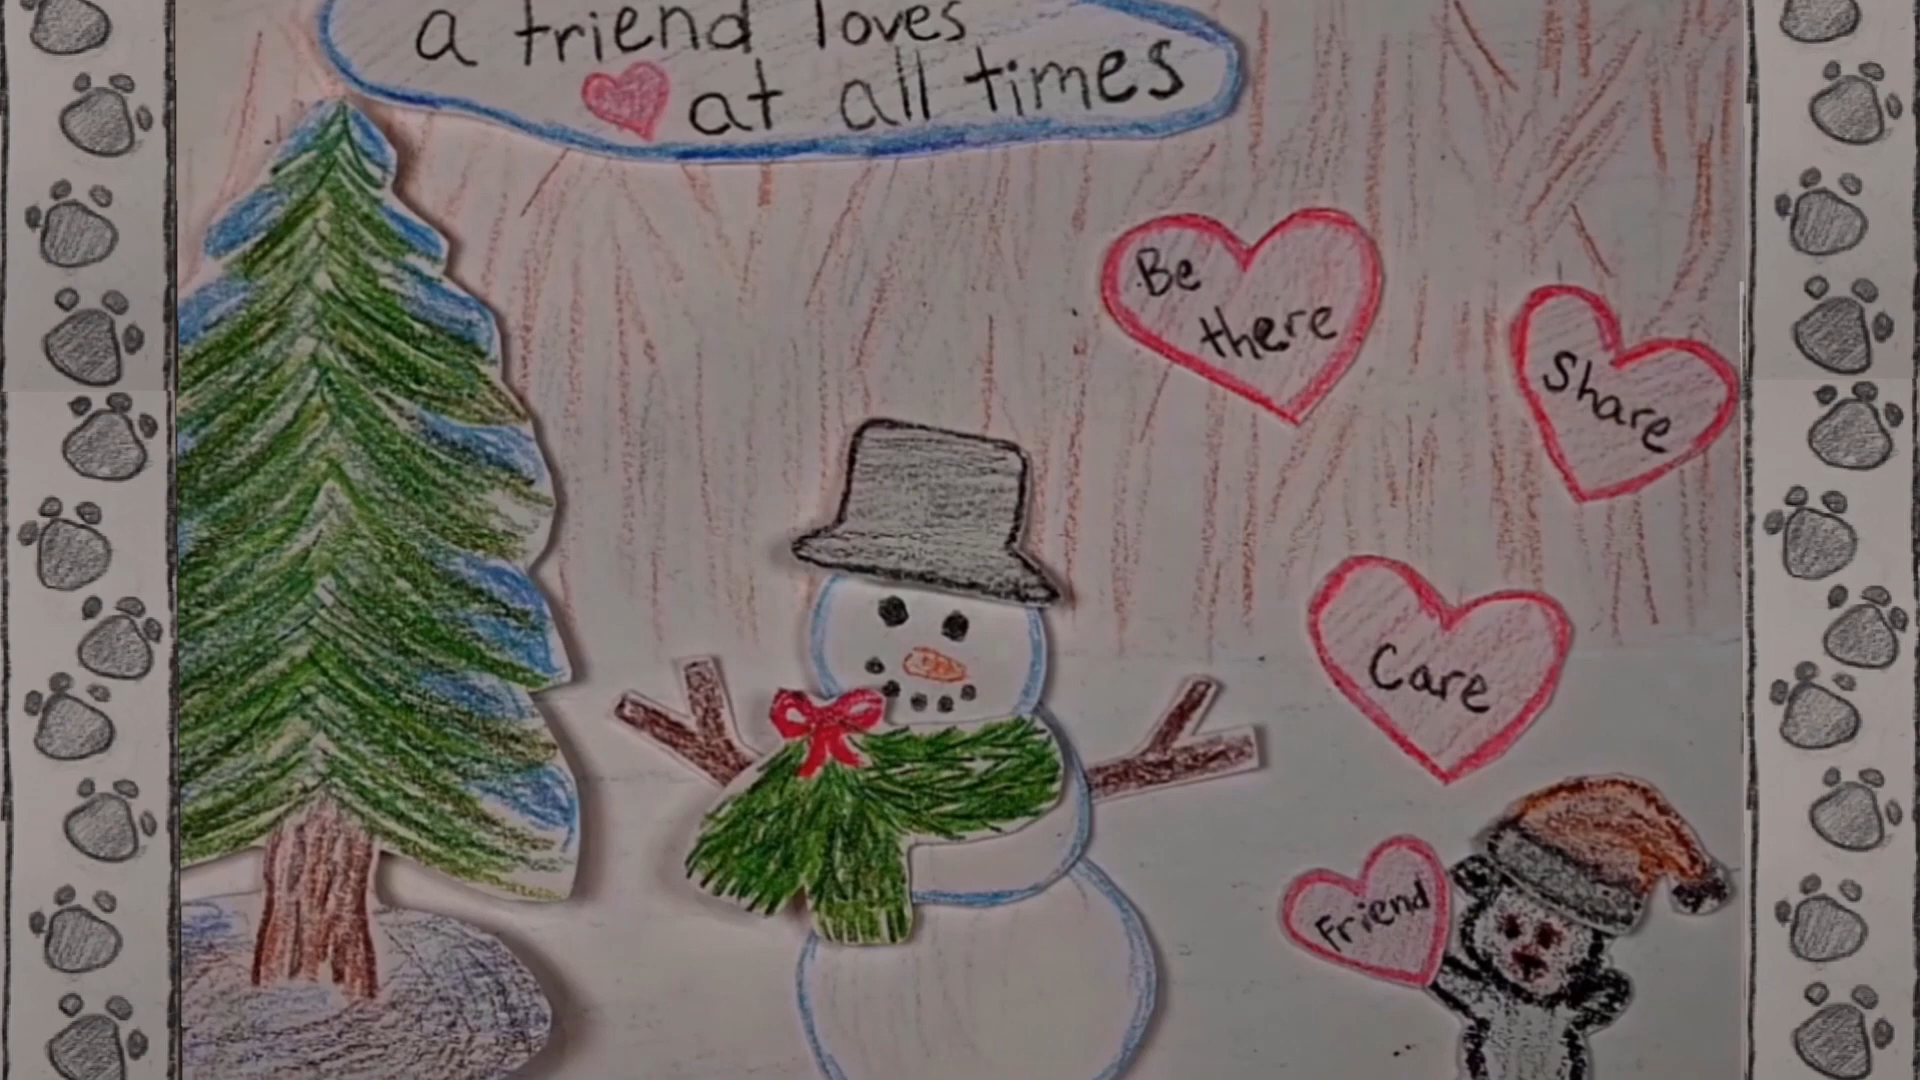 a friend loves
at all times
Be
there
Share
Care
Friend